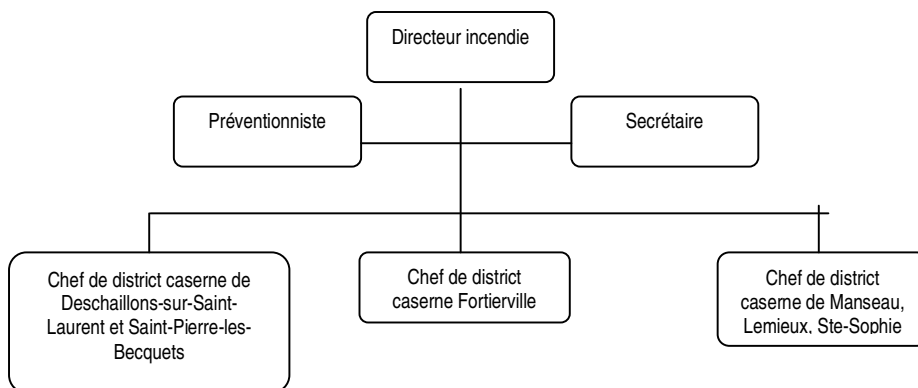 Directeur incendie
Préventionniste
Secrétaire
Chef de district caserne de
Deschaillons-sur-Saint-
Laurent et Saint-Pierre-les-
Becquets
Chef de district
caserne Fortierville
Chef de district
caserne de Manseau,
Lemieux, Ste-Sophie